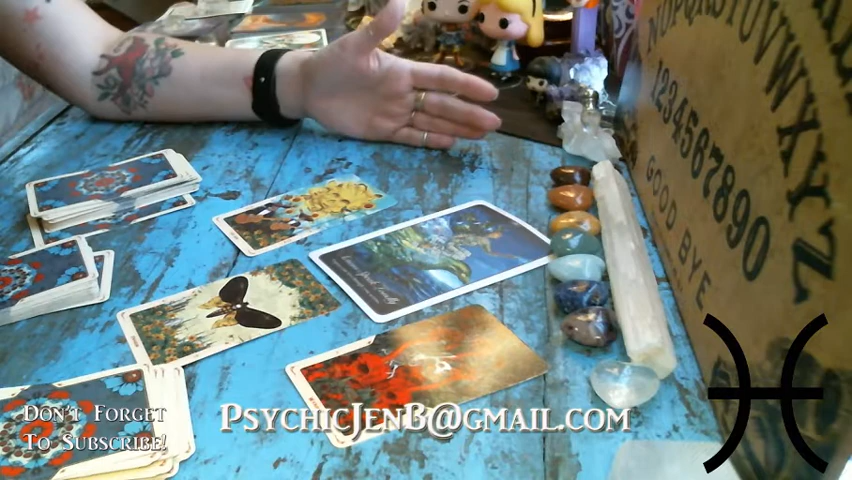 NOPQRSTUVWXYZ
1234567890
GOOD BYE
DON'T FORGET
TO SUBSCRIBE!
PSYCHICJENB@GMAIL.COM